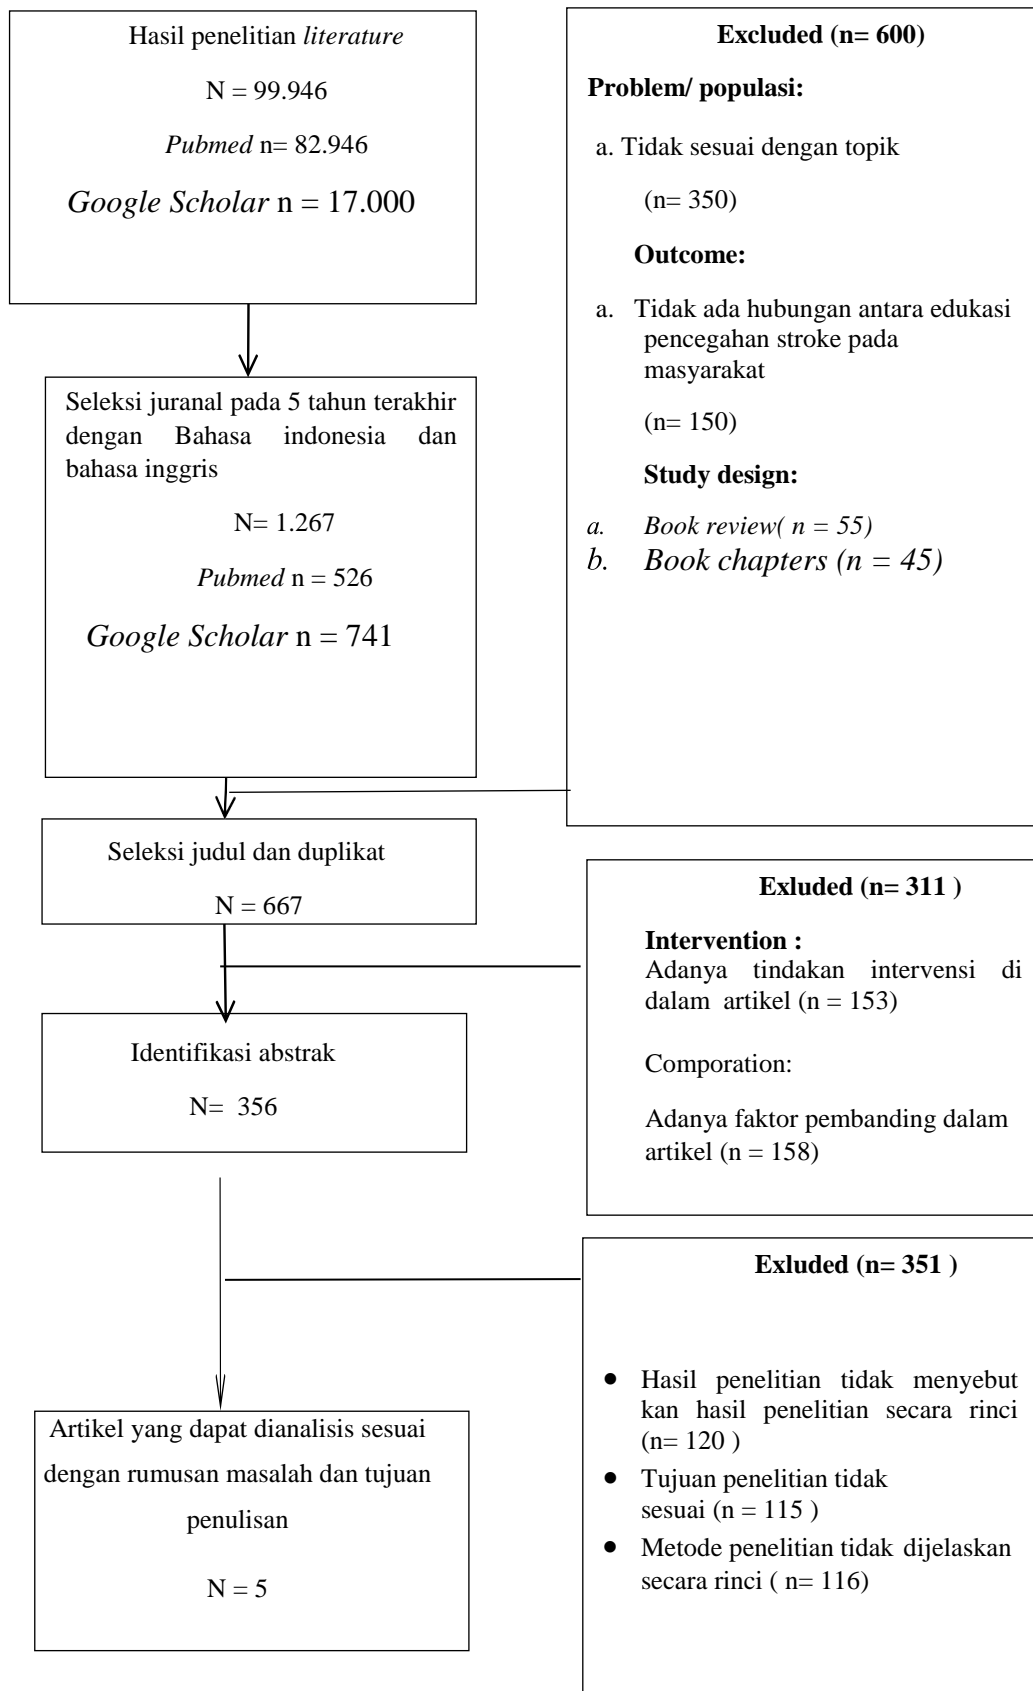 Hasil penelitian literature
N = 99.946
Pubmed n= 82.946
Google Scholar n = 17.000
Seleksi juranal pada 5 tahun terakhir
dengan Bahasa indonesia dan
bahasa inggris
N= 1.267
Pubmed n = 526
Google Scholar n = 741
Seleksi judul dan duplikat
N = 667
Identifikasi abstrak
N= 356
Artikel yang dapat dianalisis sesuai
dengan rumusan masalah dan tujuan
penulisan
N = 5
Excluded (n= 600)
Problem/ populasi:
a. Tidak sesuai dengan topik
(n= 350)
Outcome:
a. Tidak ada hubungan antara edukasi
pencegahan stroke pada
masyarakat
(n= 150)
Study design:
a. Book review( n = 55)
b. Book chapters (n = 45)
Exluded (n= 311 )
Intervention :
Adanya tindakan intervensi di
dalam artikel (n = 153)
Comporation:
Adanya faktor pembanding dalam
artikel (n = 158)
Exluded (n= 351 )
• Hasil penelitian tidak menyebut
kan hasil penelitian secara rinci
(n= 120 )
• Tujuan penelitian tidak
sesuai (n = 115 )
• Metode penelitian tidak dijelaskan
secara rinci ( n= 116)